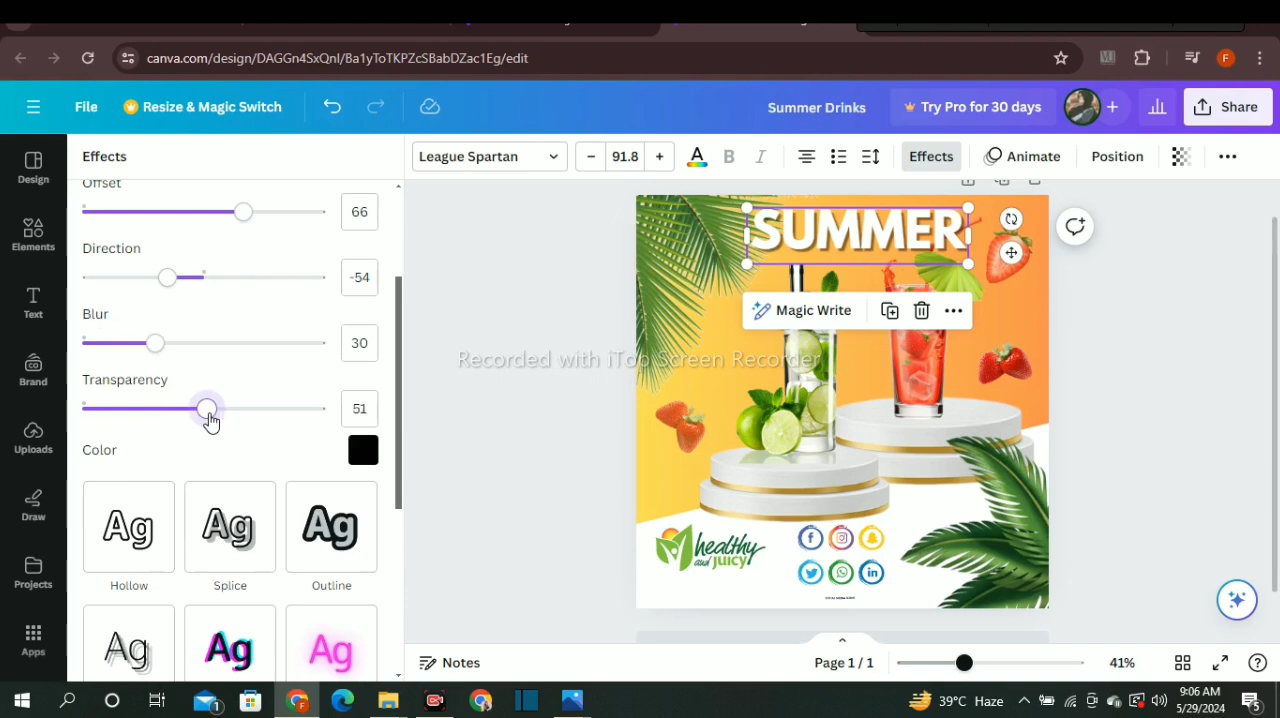 canva.com/design/DAGGn4SxQnI/Ba1yToTKPZcSBabDZac1Eg/edit
F
File
Resize & Magic Switch
Summer Drinks
Try Pro for 30 days
Share
Design
Elements
Text
Brand
Uploads
Draw
Projects
Apps
Effects
League Spartan
91.8
A
B
I
Effects
Animate
Position
Offset
66
Direction
-54
Blur
30
Transparency
51
Color
Ag
Ag
Ag
Hollow
Splice
Outline
Ag
Ag
Ag
SUMMER
Magic Write
Recorded with iTop Screen Recorder
healthy
and juicy
Notes
Page 1 / 1
41%
1
F
39°C Haze
9:06 AM
5/29/2024
5